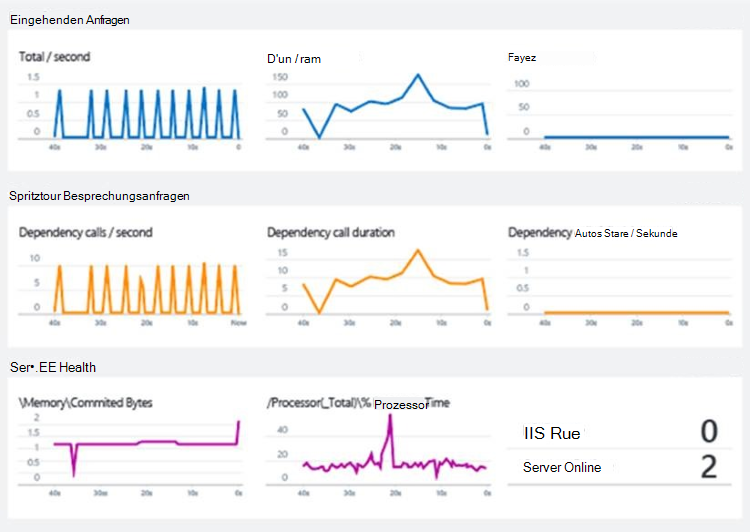 Eingehenden Anfragen
Total / second
D'un / ram
Fayez
1.5
1
0.5
0
40s 30s 20s 10s 0
150
100
50
0
40s 30s 20s 10s 0s
100
50
0
40s 30s 20s 10s 0s
Spritztour Besprechungsanfragen
Dependency calls / second
Dependency call duration
Dependency Autos Stare / Sekunde
10
5
0
40s 30s 20s 10s Now
15
10
5
0
40s 30s 20s 10s 0s
1.5
1
0.5
0
40s 30s 20s 10s 0s
Ser•.EE Health
\Memory\Commited Bytes
/Processor(_Total)\% Prozessor Time
2
1.5
1
0.5
0
40s 30s 20s 10s 0s
40
20
0
40s 30s 20s 10s 0s
IIS Rue 0
Server Online 2